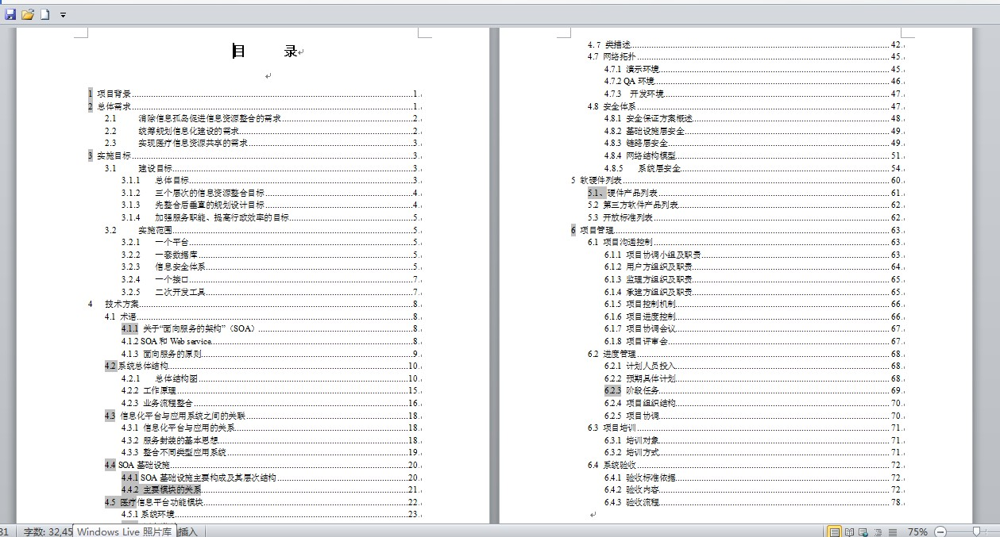 目 录
1 项目背景 1
2 总体需求 1
2.1 消除信息孤岛促进信息资源整合的需求 2
2.2 统筹规划信息化建设的需求 2
2.3 实现医疗信息资源共享的需求 3
3 实施目标 3
3.1 建设目标 3
3.1.1 总体目标 3
3.1.2 三个层次的信息资源整合目标 4
3.1.3 先整合后垂直的规划设计目标 4
3.1.4 加强服务职能、提高行政效率的目标 5
3.2 实施范围 5
3.2.1 一个平台 5
3.2.2 一套数据库 5
3.2.3 信息安全体系 5
3.2.4 一个接口 7
3.2.5 二次开发工具 7
4 技术方案 8
4.1 术语 8
4.1.1 关于“面向服务的架构”（SOA） 8
4.1.2 SOA 和 Web service 8
4.1.3 面向服务的原则 9
4.2 系统总体结构 10
4.2.1 总体结构图 10
4.2.2 工作原理 15
4.2.3 业务流程整合 16
4.3 信息化平台与应用系统之间的关联 18
4.3.1 信息化平台与应用的关系 18
4.3.2 服务封装的基本思想 18
4.3.3 整合不同类型应用系统 19
4.4 SOA 基础设施 20
4.4.1 SOA 基础设施主要构成及其层次结构 20
4.4.2 主要模块的关系 21
4.5 医疗信息平台功能模块 22
4.5.1 系统环境 23
4.7 类描述 42
4.7 网络拓扑 45
4.7.1 演示环境 45
4.7.2 QA 环境 46
4.7.3 开发环境 47
4.8 安全体系 47
4.8.1 安全保证方案概述 48
4.8.2 基础设施层安全 49
4.8.3 链路层安全 49
4.8.4 网络结构模型 51
4.8.5 系统层安全 54
5 软硬件列表 60
5.1、硬件产品列表 61
5.2 第三方软件产品列表 62
5.3 开放标准列表 62
6 项目管理 63
6.1 项目沟通控制 63
6.1.1 项目协调小组及职责 63
6.1.2 用户方组织及职责 64
6.1.3 监理方组织及职责 65
6.1.4 承建方组织及职责 65
6.1.5 项目控制机制 66
6.1.6 项目进度控制 66
6.1.7 项目协调会议 67
6.1.8 项目评审会 67
6.2 进度管理 68
6.2.1 计划人员投入 68
6.2.2 预期具体计划 68
6.2.3 阶段任务 69
6.2.4 项目组织结构 70
6.2.5 项目协调 70
6.3 项目培训 71
6.3.1 培训对象 71
6.3.2 培训方式 71
6.4 系统验收 72
6.4.1 验收标准依据 72
6.4.2 验收内容 72
6.4.3 验收流程 78
31 字数: 32,45 Windows Live 照片库 插入 75%